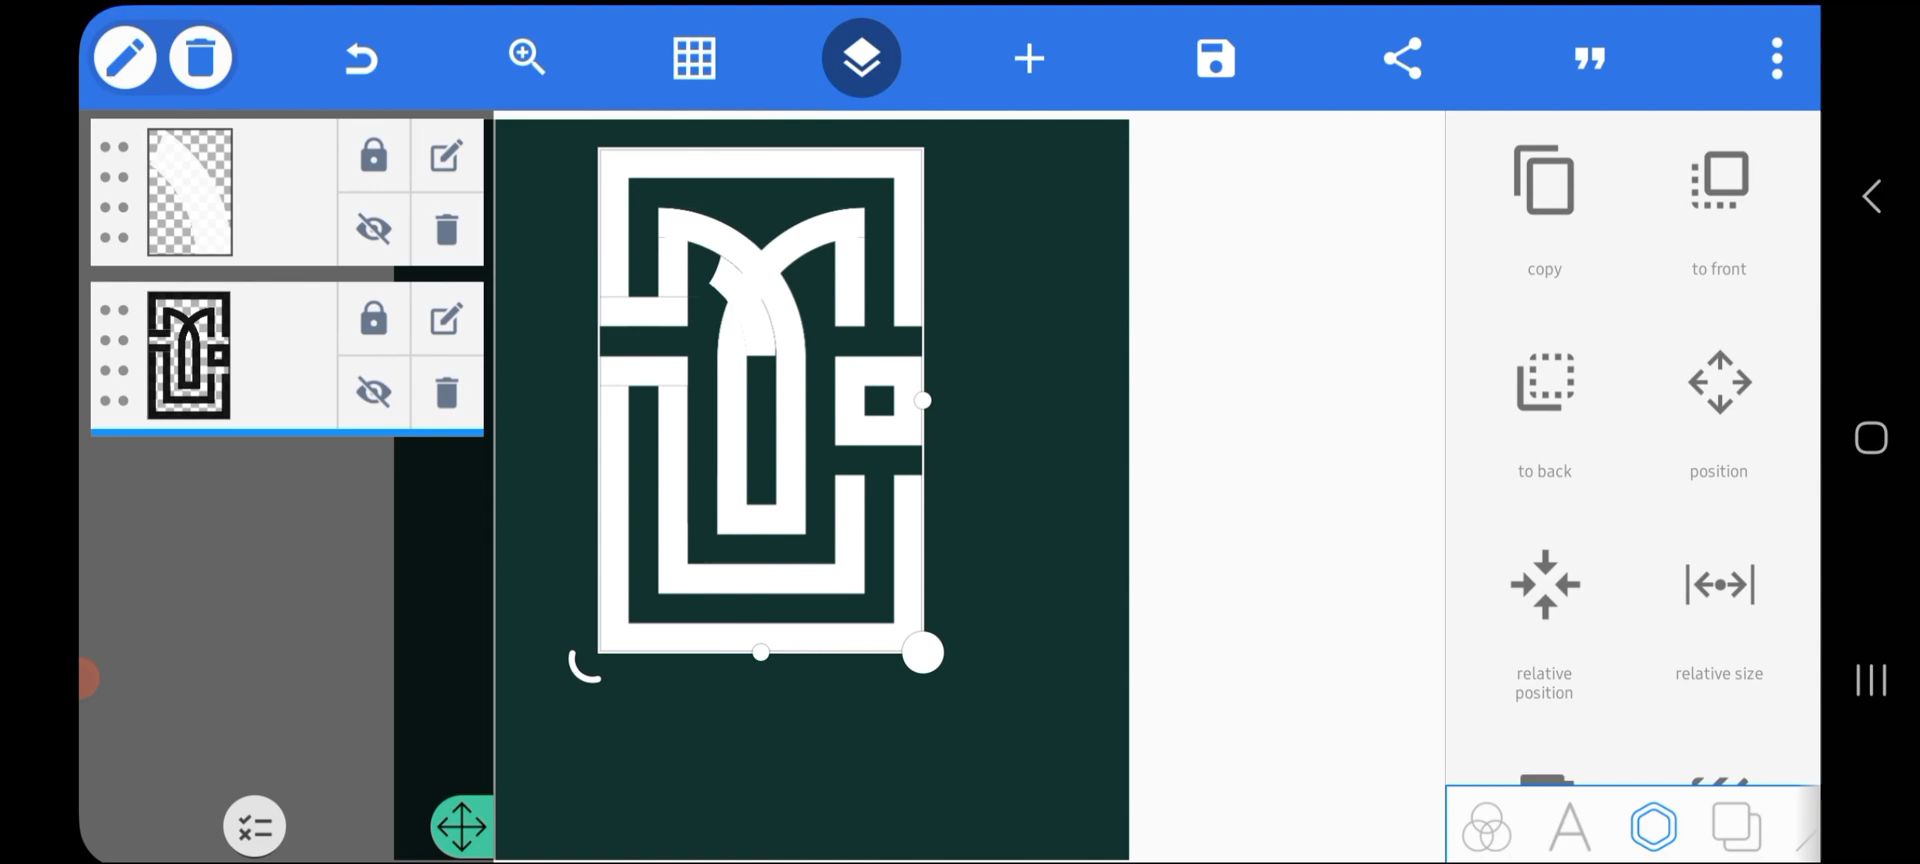 copy
to front
to back
position
relative
position
relative size